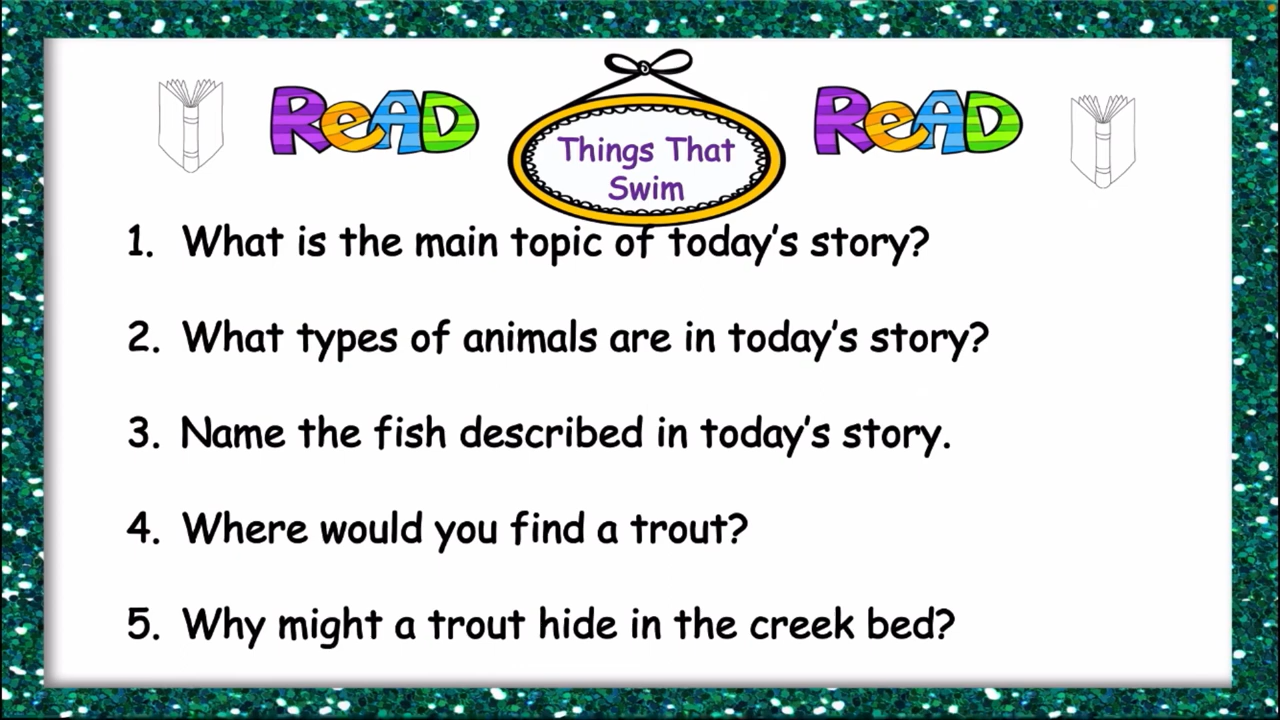 READ
Things That
Swim
READ
1. What is the main topic of today's story?
2. What types of animals are in today's story?
3. Name the fish described in today's story.
4. Where would you find a trout?
5. Why might a trout hide in the creek bed?